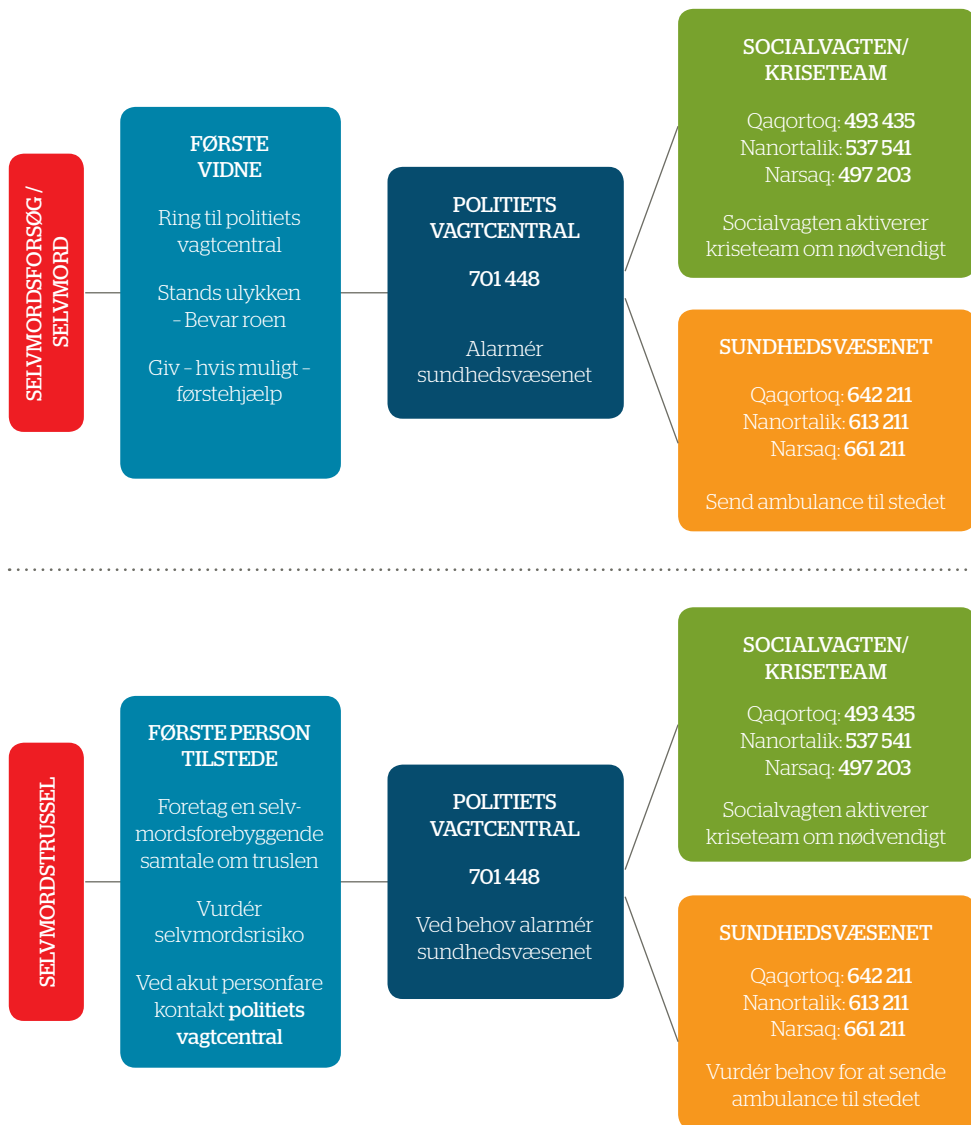 SELVMORDSFORSØG /
SELVMORD
FØRSTE
VIDNE
Ring til politiets
vagtcentral
Stands ulykken
– Bevar roen
Giv – hvis muligt –
førstehjælp
POLITIETS
VAGTCENTRAL
701 448
Alarmér
sundhedsvæsenet
SOCIALVAGTEN/
KRISETEAM
Qaqortoq: 493 435
Nanortalik: 537 541
Narsaq: 497 203
Socialvagten aktiverer
kriseteam om nødvendigt
SUNDHEDSVÆSENET
Qaqortoq: 642 211
Nanortalik: 613 211
Narsaq: 661 211
Send ambulance til stedet
SELVMORDSTRUSSEL
FØRSTE PERSON
TILSTEDE
Foretag en selv-
mordsforebyggende
samtale om truslen
Vurdér
selvmordsrisiko
Ved akut personfare
kontakt politiets
vagtcentral
POLITIETS
VAGTCENTRAL
701 448
Ved behov alarmér
sundhedsvæsenet
SOCIALVAGTEN/
KRISETEAM
Qaqortoq: 493 435
Nanortalik: 537 541
Narsaq: 497 203
Socialvagten aktiverer
kriseteam om nødvendigt
SUNDHEDSVÆSENET
Qaqortoq: 642 211
Nanortalik: 613 211
Narsaq: 661 211
Vurdér behov for at sende
ambulance til stedet